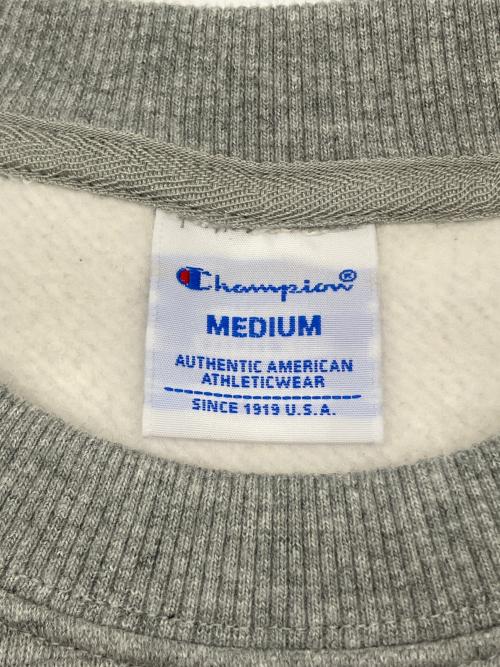 Champion®
MEDIUM
AUTHENTIC AMERICAN
ATHLETICWEAR
SINCE 1919 U.S.A.